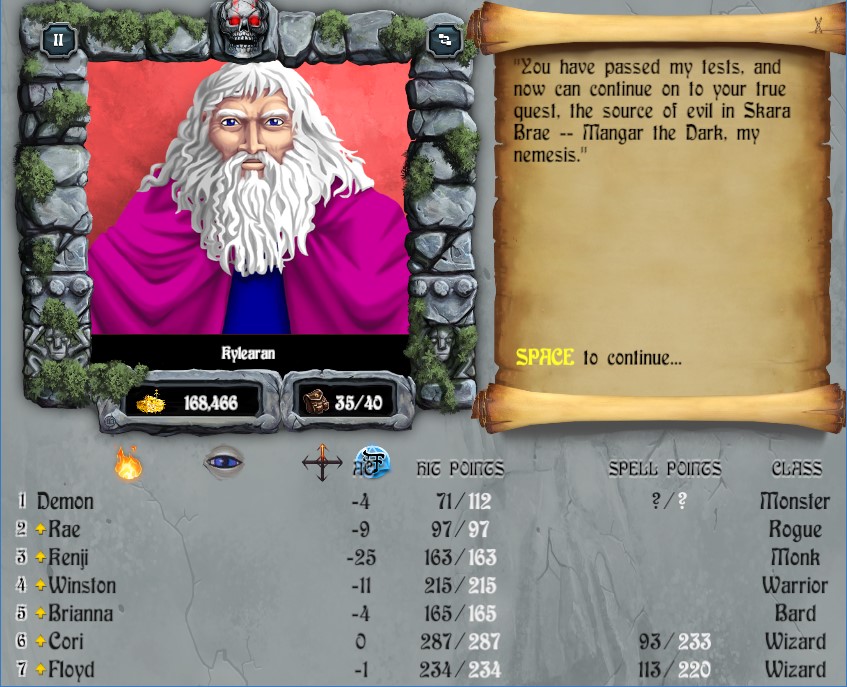 "You have passed my tests, and
now can continue on to your true
quest, the source of evil in Skara
Brae -- Mangar the Dark, my
nemesis."
SPACE to continue...
Kylearan
168,466
35/40
HIT POINTS SPELL POINTS CLASS
1 Demon -4 71/112 ?/? Monster
2 Rae -9 97/97 Rogue
3 Kenji -25 163/163 Monk
4 Winston -11 215/215 Warrior
5 Brianna -4 165/165 Bard
6 Cori 0 287/287 93/233 Wizard
7 Floyd -1 234/234 113/220 Wizard